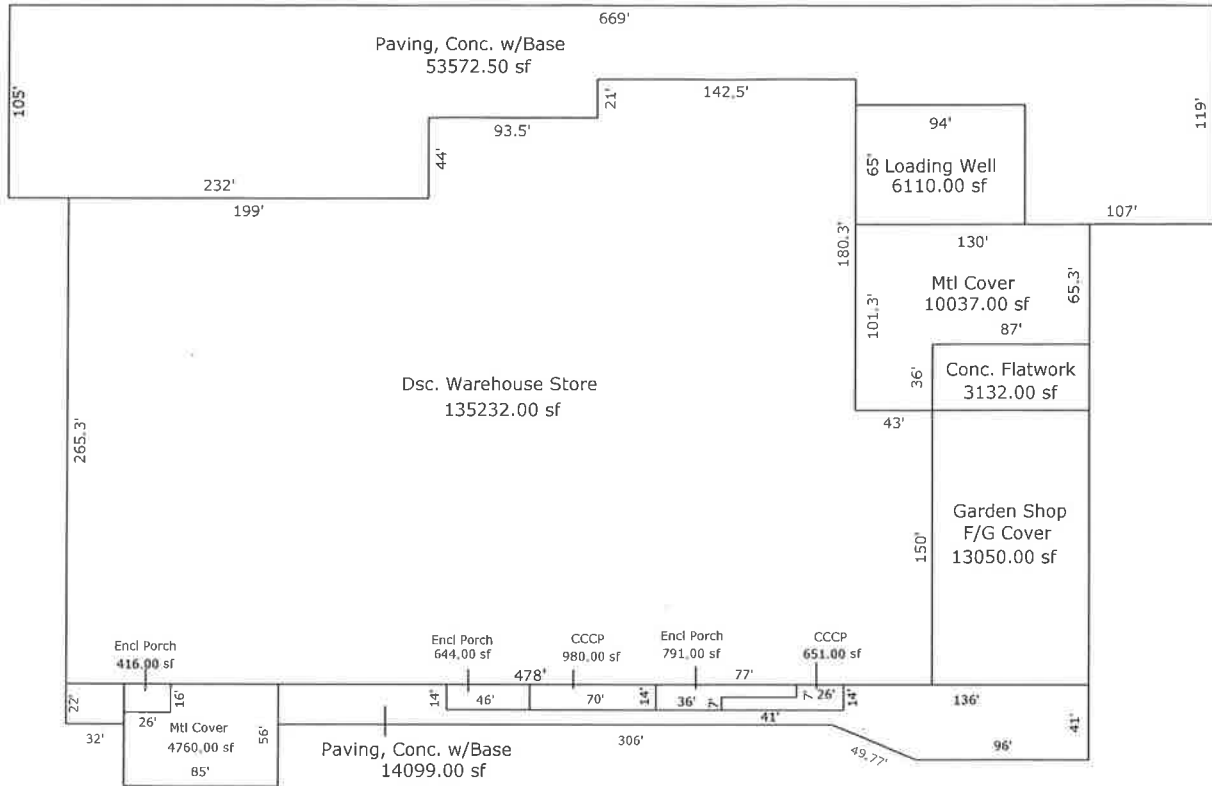 669'
Paving, Conc. w/Base
53572.50 sf
105'
21'
142.5'
93.5'
44'
94'
119'
65'
Loading Well
6110.00 sf
232'
199'
107'
180.3'
130'
Mtl Cover
10037.00 sf
65.3'
101.3'
87'
36'
Conc. Flatwork
3132.00 sf
Dsc. Warehouse Store
135232.00 sf
43'
265.3'
Garden Shop
F/G Cover
13050.00 sf
150'
Encl Porch
416.00 sf
Encl Porch
644.00 sf
CCCP
980.00 sf
Encl Porch
791.00 sf
CCCP
651.00 sf
478'
77'
22'
16'
26'
14'
46'
70'
14'
36'
7'
7'
26'
14'
136'
41'
32'
Mtl Cover
4760.00 sf
56'
85'
41'
306'
Paving, Conc. w/Base
14099.00 sf
49.77'
96'